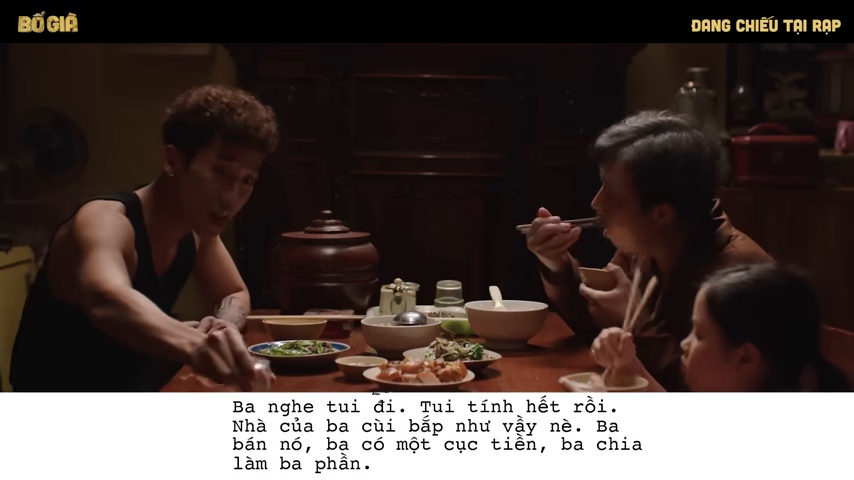 BỐ GIÀ
ĐANG CHIẾU TẠI RẠP
Ba nghe tui đi. Tui tính hết rồi.
Nhà của ba cùi bắp như vầy nè. Ba
bán nó, ba có một cục tiền, ba chia
làm ba phần.